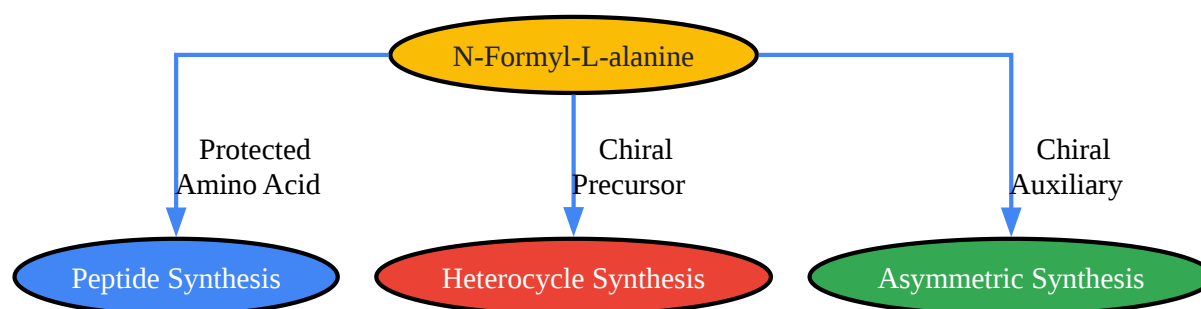 N-Formyl-L-alanine
Protected
Amino Acid
Chiral
Precursor
Chiral
Auxiliary
Peptide Synthesis
Heterocycle Synthesis
Asymmetric Synthesis